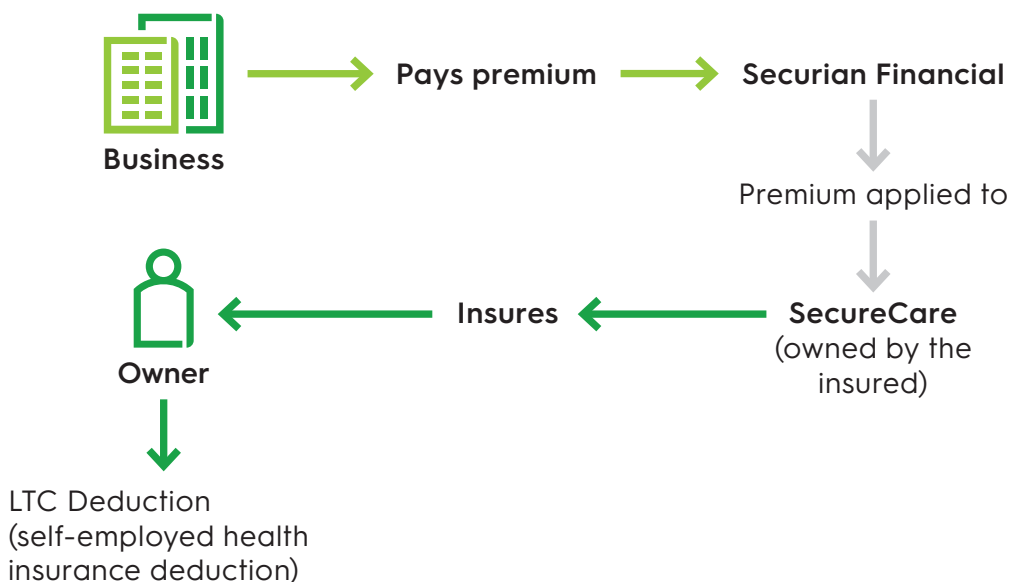 Business
Pays premium
Securian Financial
Premium applied to
SecureCare
(owned by the
insured)
Insures
Owner
LTC Deduction
(self-employed health
insurance deduction)